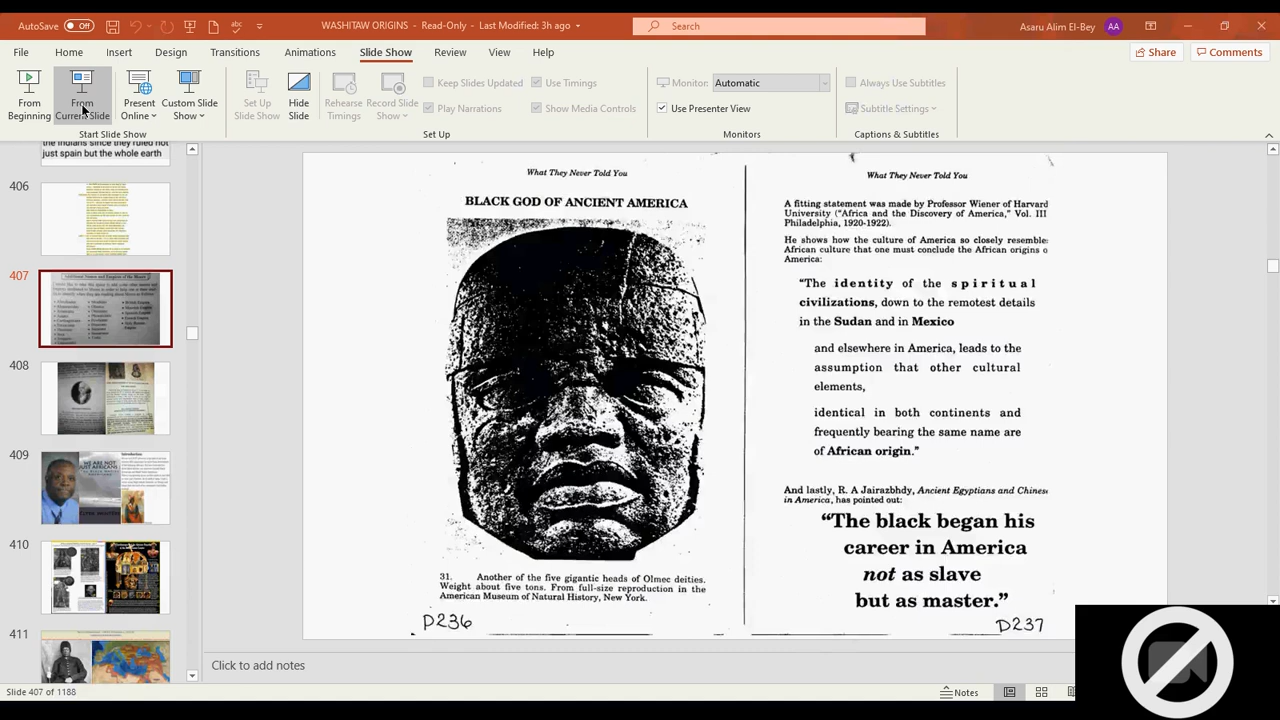 AutoSave Off
WASHITAW ORIGINS - Read-Only - Last Modified: 3h ago
Search
Asaru Alim El-Bey
AA
File Home Insert Design Transitions Animations Slide Show Review View Help
Share Comments
From Beginning
From Current Slide
Present Online
Custom Slide Show
Set Up Slide Show
Hide Slide
Rehearse Timings
Record Slide Show
Keep Slides Updated
Play Narrations
Use Timings
Show Media Controls
Monitor: Automatic
Use Presenter View
Always Use Subtitles
Subtitle Settings
Start Slide Show
Set Up
Monitors
Captions & Subtitles
the Indians since they ruled not
just spain but the whole earth
406
407
408
409
WE ARE NOT
JUST AFRICANS
410
411
What They Never Told You
BLACK GOD OF ANCIENT AMERICA
31. Another of the five gigantic heads of Olmec deities.
Weight about five tons. From full-size reproduction in the
American Museum of Natural History, New York.
D236
What They Never Told You
A fitting statement was made by Professor Wiener of Harvard
University ("Africa and the Discovery of America," Vol. III
Philadelphia, 1920-1922).
He shows how the culture of America so closely resemble
African culture that one must conclude the African origins o
America:
"The identity of the spiritual
civilizations, down to the remotest details
in the Sudan and in Mexico
and elsewhere in America, leads to the
assumption that other cultural
elements,
identical in both continents and
frequently bearing the same name are
of African origin."
And lastly, R. A Jairazbhdy, Ancient Egyptians and Chines
in America, has pointed out:
"The black began his
career in America
not as slave
but as master."
D237
Click to add notes
Slide 407 of 1188
Notes